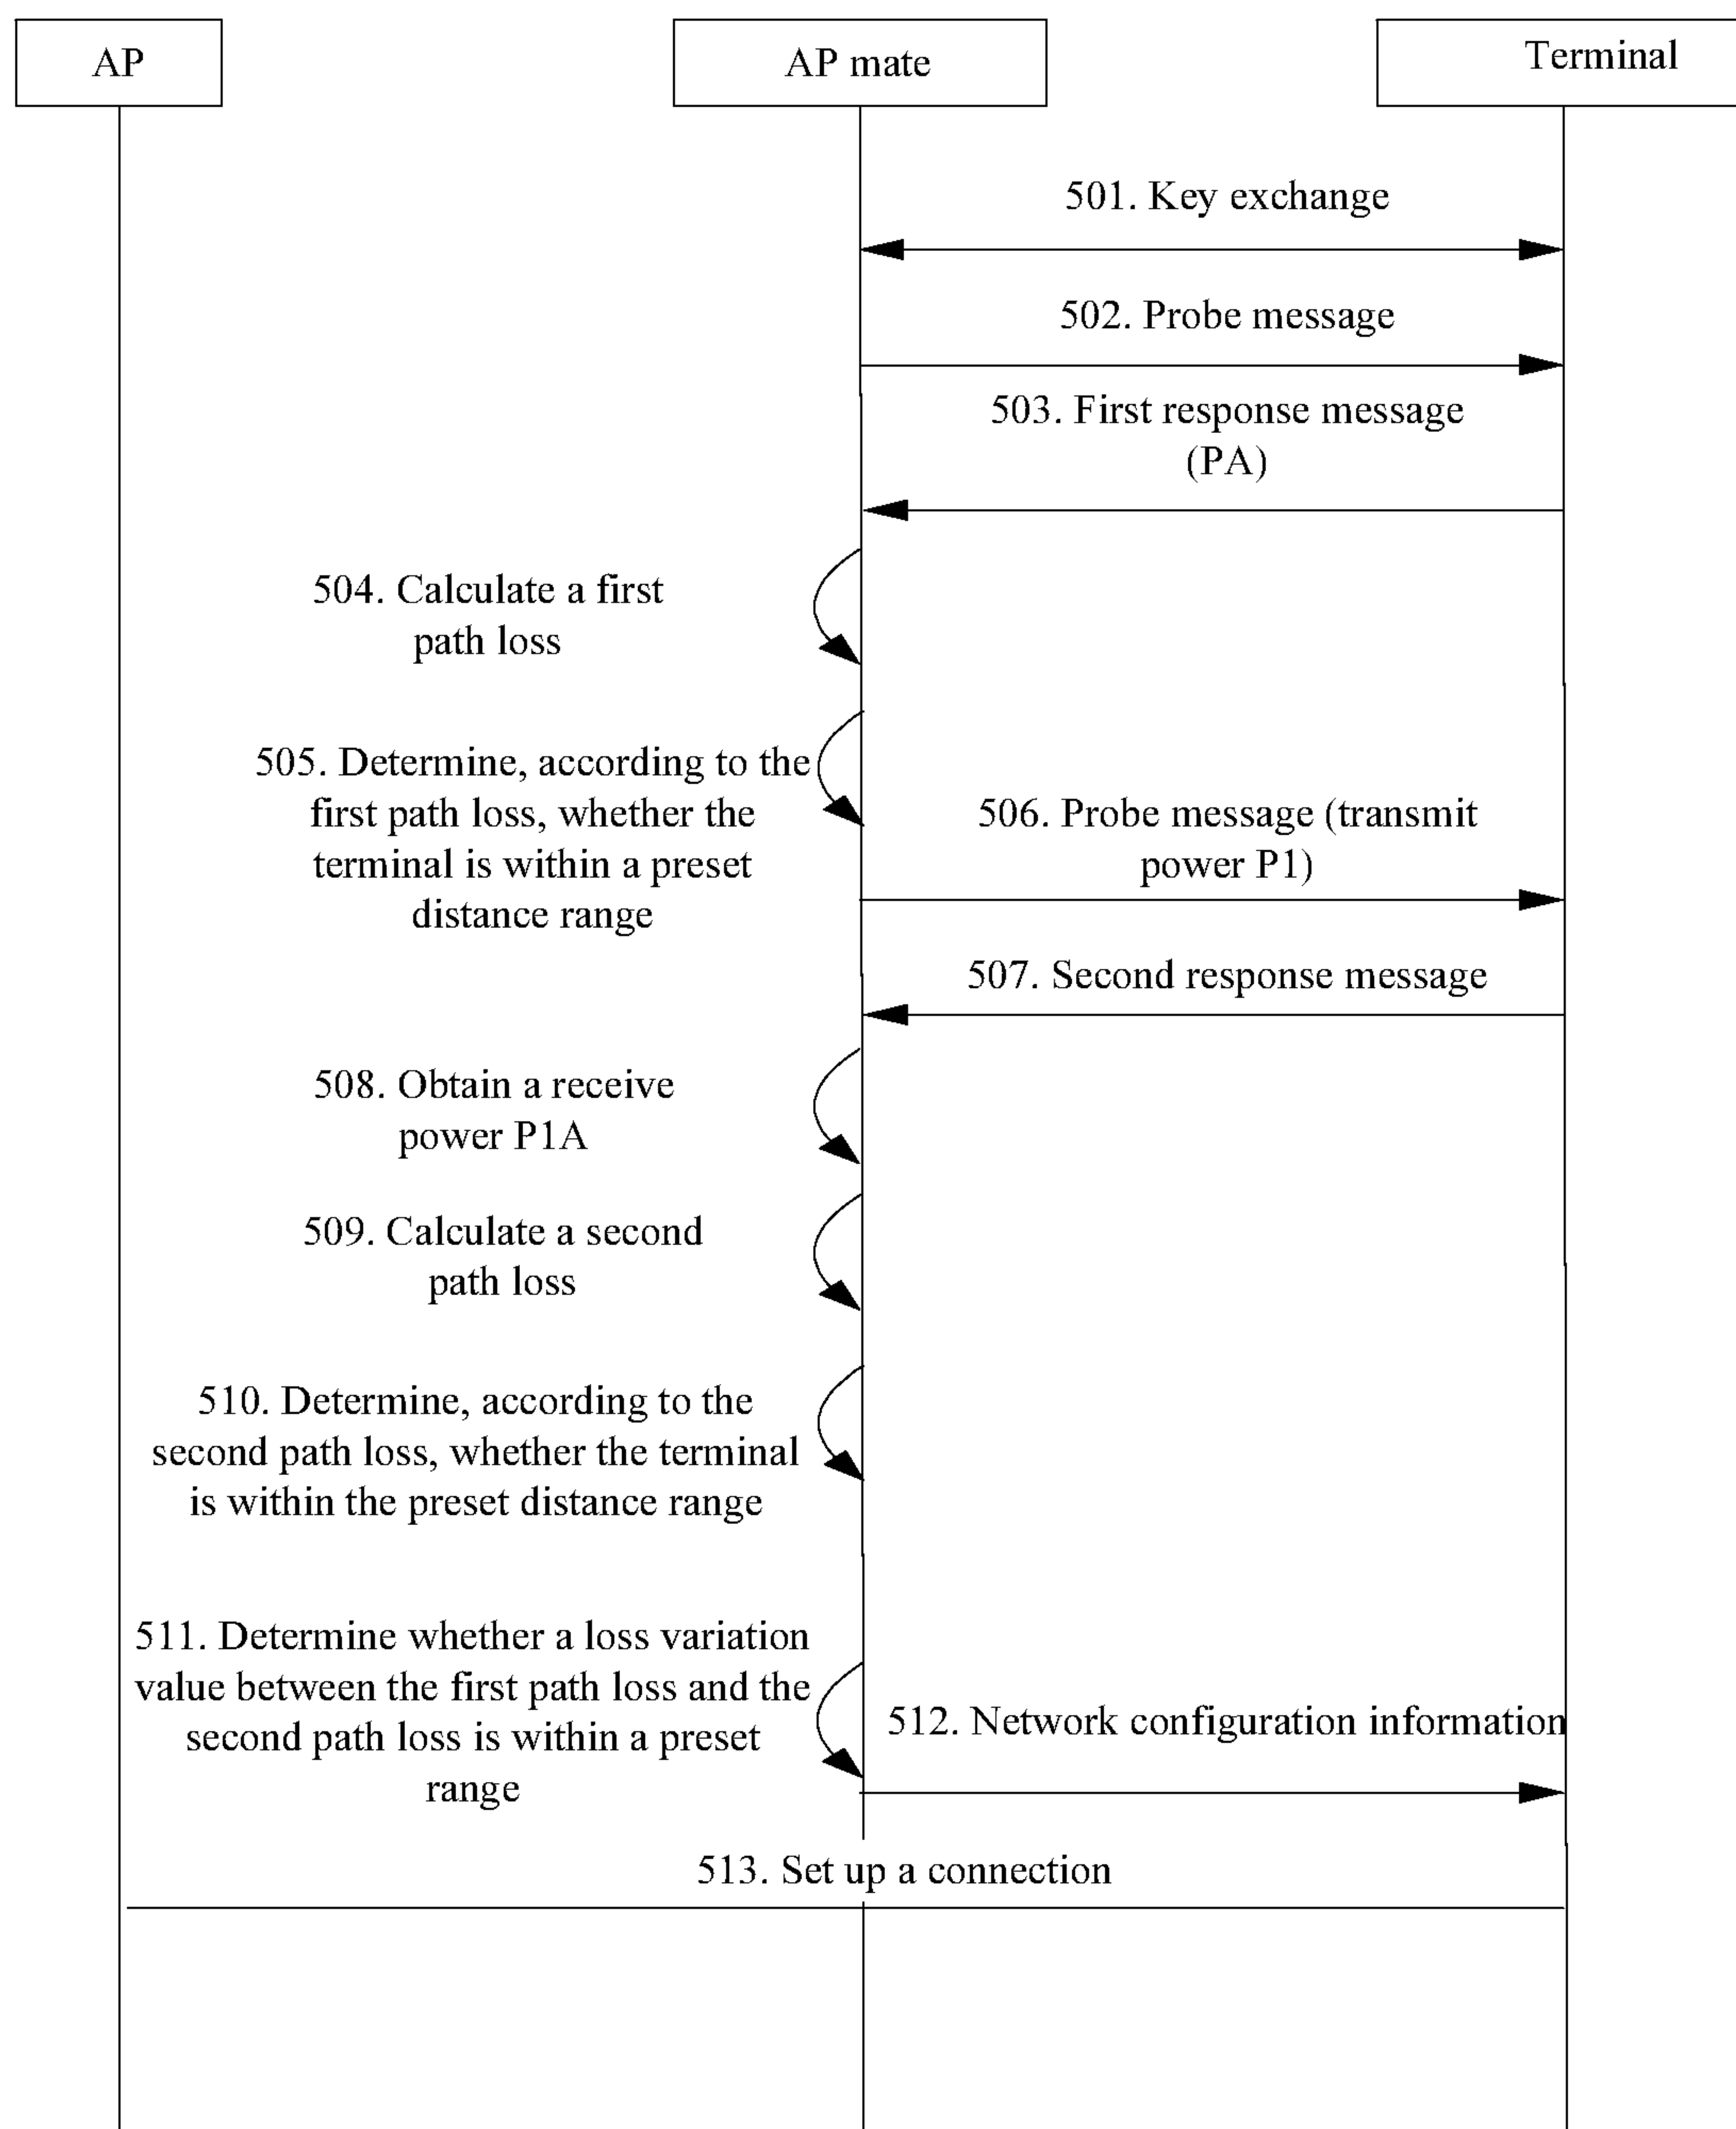 AP
AP mate
Terminal
501. Key exchange
502. Probe message
503. First response message
(PA)
504. Calculate a first
path loss
505. Determine, according to the
first path loss, whether the
terminal is within a preset
distance range
506. Probe message (transmit
power P1)
507. Second response message
508. Obtain a receive
power P1A
509. Calculate a second
path loss
510. Determine, according to the
second path loss, whether the terminal
is within the preset distance range
511. Determine whether a loss variation
value between the first path loss and the
second path loss is within a preset
range
512. Network configuration information
513. Set up a connection